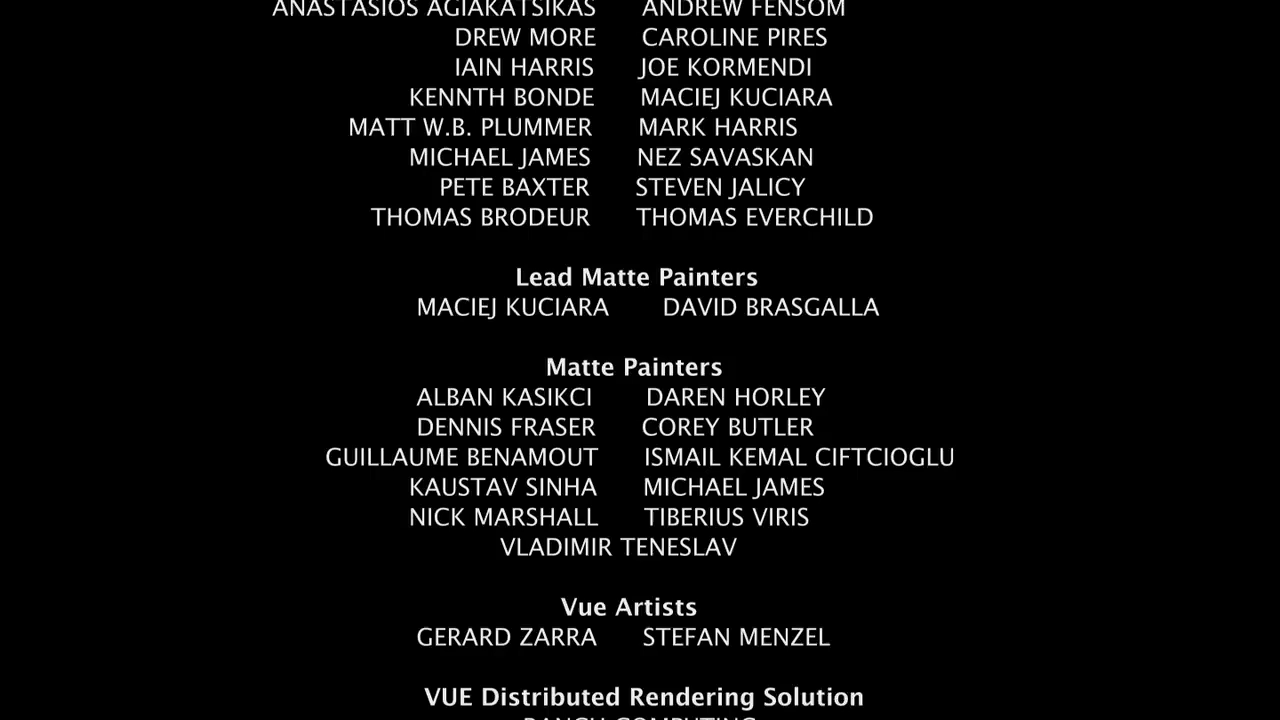 ANASTASIOS AGIAKATSIKAS ANDREW FENSOM
DREW MORE CAROLINE PIRES
IAIN HARRIS JOE KORMENDI
KENNTH BONDE MACIEJ KUCIARA
MATT W.B. PLUMMER MARK HARRIS
MICHAEL JAMES NEZ SAVASKAN
PETE BAXTER STEVEN JALICY
THOMAS BRODEUR THOMAS EVERCHILD
Lead Matte Painters
MACIEJ KUCIARA DAVID BRASGALLA
Matte Painters
ALBAN KASIKCI DAREN HORLEY
DENNIS FRASER COREY BUTLER
GUILLAUME BENAMOUT ISMAIL KEMAL CIFTCIOGLU
KAUSTAV SINHA MICHAEL JAMES
NICK MARSHALL TIBERIUS VIRIS
VLADIMIR TENESLAV
Vue Artists
GERARD ZARRA STEFAN MENZEL
VUE Distributed Rendering Solution